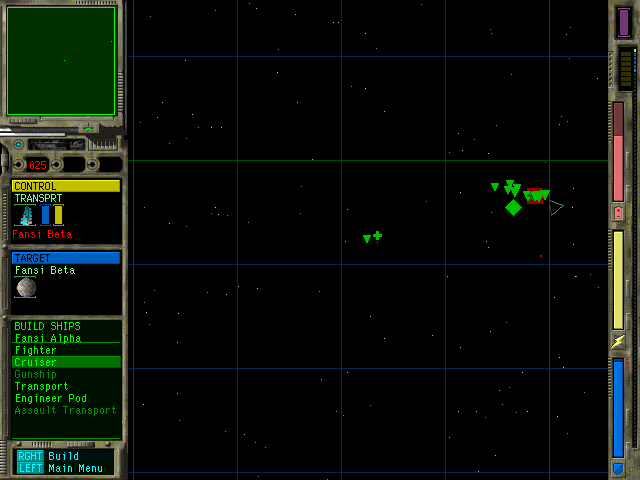 025
CONTROL
TRANSPRT
Fansi Beta
TARGET
Fansi Beta
BUILD SHIPS
Fansi Alpha
Fighter
Cruiser
Gunship
Transport
Engineer Pod
Assault Transport
RGHT Build
LEFT Main Menu